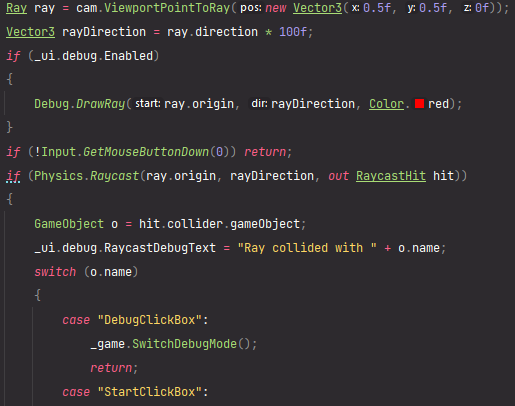 Ray ray = cam.ViewportPointToRay(pos: new Vector3(x: 0.5f, y: 0.5f, z: 0f));
Vector3 rayDirection = ray.direction * 100f;
if (_ui.debug.Enabled)
{
Debug.DrawRay(start: ray.origin, dir: rayDirection, Color.red);
}
if (!Input.GetMouseButtonDown(0)) return;
if (Physics.Raycast(ray.origin, rayDirection, out RaycastHit hit))
{
GameObject o = hit.collider.gameObject;
_ui.debug.RaycastDebugText = "Ray collided with " + o.name;
switch (o.name)
{
case "DebugClickBox":
_game.SwitchDebugMode();
return;
case "StartClickBox":